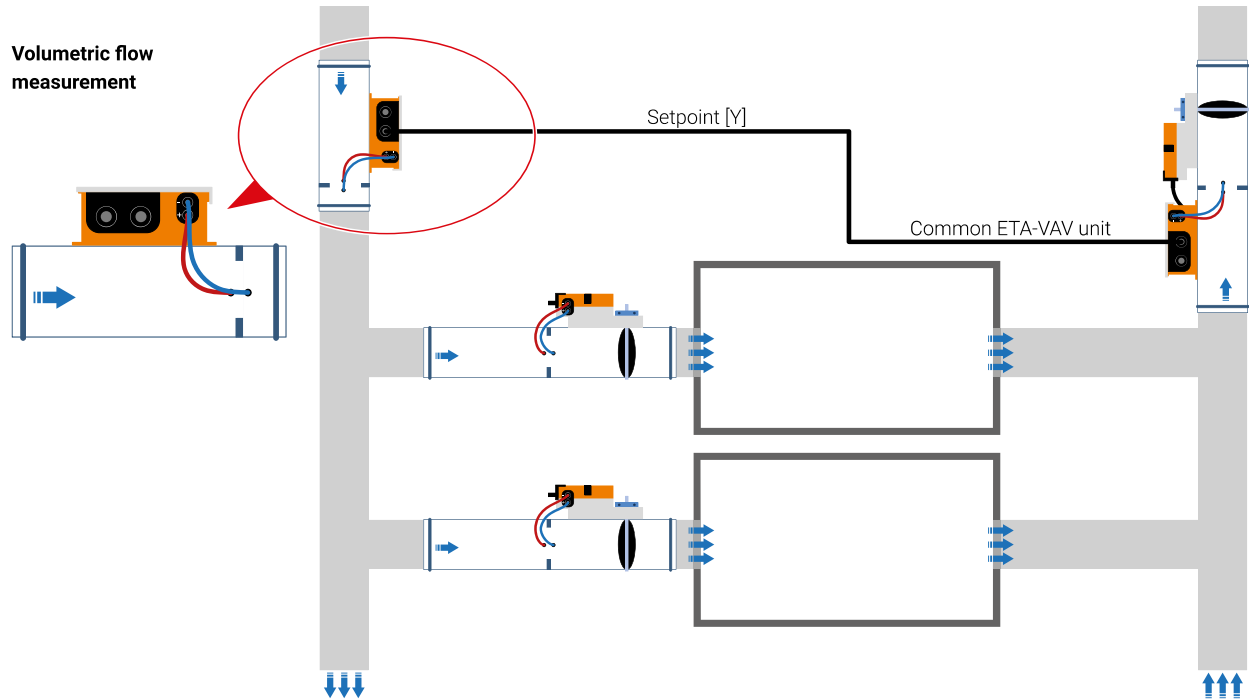 Volumetric flow
measurement
Setpoint [Y]
Common ETA-VAV unit